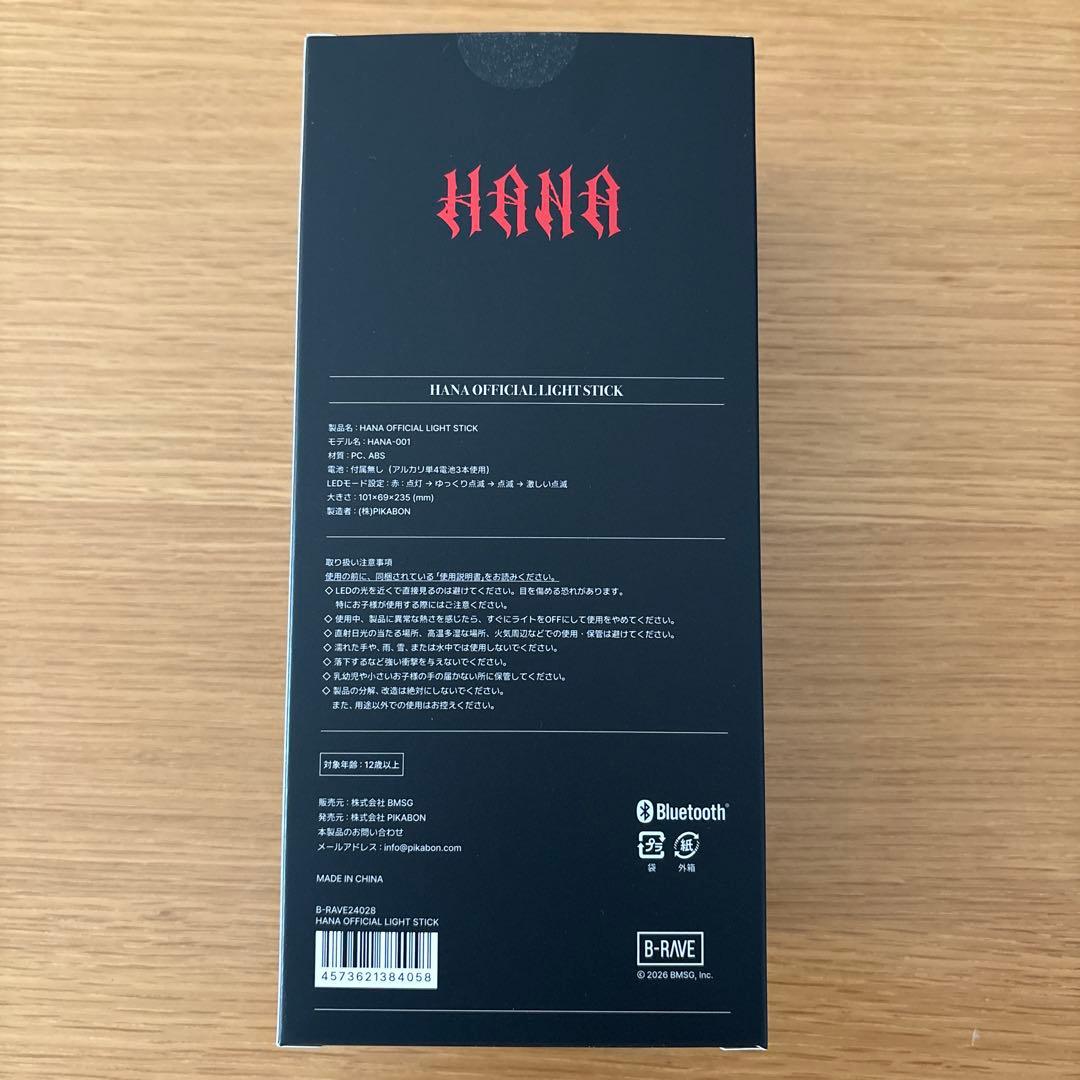 HANA
HANA OFFICIAL LIGHT STICK
製品名：HANA OFFICIAL LIGHT STICK
モデル名：HANA-001
材質：PC、ABS
電池：付属無し（アルカリ単4電池3本使用）
LEDモード設定：赤：点灯 → ゆっくり点滅 → 点滅 → 激しい点滅
大きさ：101×69×235 (mm)
製造者：(株)PIKABON
取り扱い注意事項
使用の前に、同梱されている「使用説明書」をお読みください。
◇ LEDの光を近くで直接見るのは避けてください。目を傷める恐れがあります。
特にお子様が使用する際にはご注意ください。
◇ 使用中、製品に異常な熱さを感じたら、すぐにライトをOFFにして使用をやめてください。
◇ 直射日光の当たる場所、高温多湿な場所、火気周辺などでの使用・保管は避けてください。
◇ 濡れた手や、雨、雪、または水中では使用しないでください。
◇ 落下するなど強い衝撃を与えないでください。
◇ 乳幼児や小さいお子様の手の届かない所に保管してください。
◇ 製品の分解、改造は絶対にしないでください。
また、用途以外での使用はお控えください。
対象年齢：12歳以上
販売元：株式会社 BMSG
発売元：株式会社 PIKABON
本製品のお問い合わせ
メールアドレス：info@pikabon.com
Bluetooth®
プラ
紙
袋
外箱
MADE IN CHINA
B-RAVE24028
HANA OFFICIAL LIGHT STICK
4573621384058
B-RAVE
© 2026 BMSG, Inc.